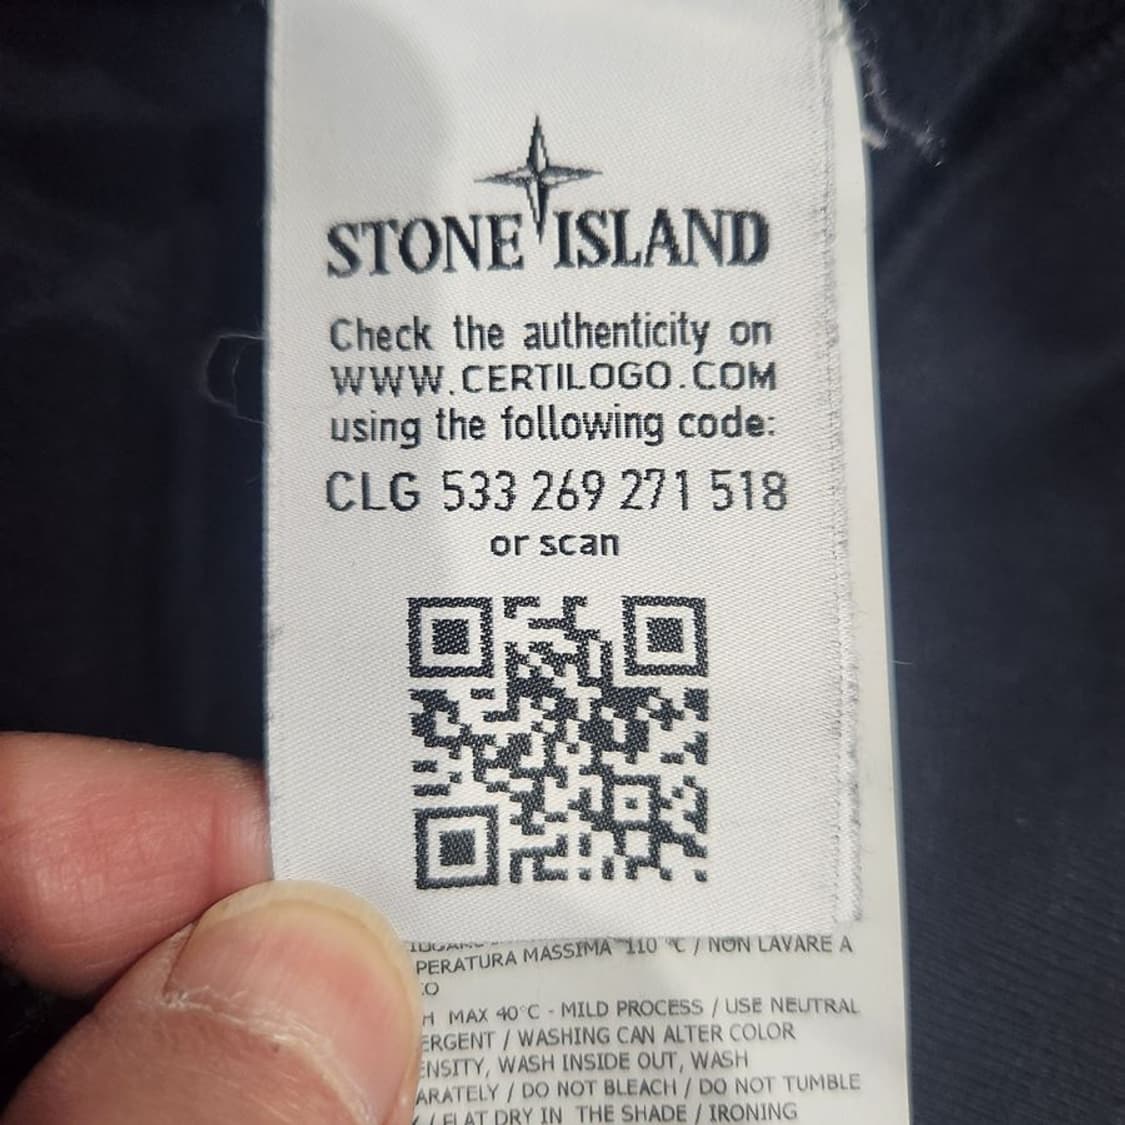 STONE ISLAND
Check the authenticity on
WWW.CERTILOGO.COM
using the following code:
CLG 533 269 271 518
or scan
PERATURA MASSIMA 110 °C / NON LAVARE A
CO
H MAX 40°C - MILD PROCESS / USE NEUTRAL
ERGENT / WASHING CAN ALTER COLOR
ENSITY, WASH INSIDE OUT, WASH
ARATELY / DO NOT BLEACH / DO NOT TUMBLE
/ FLAT DRY IN THE SHADE / IRONING